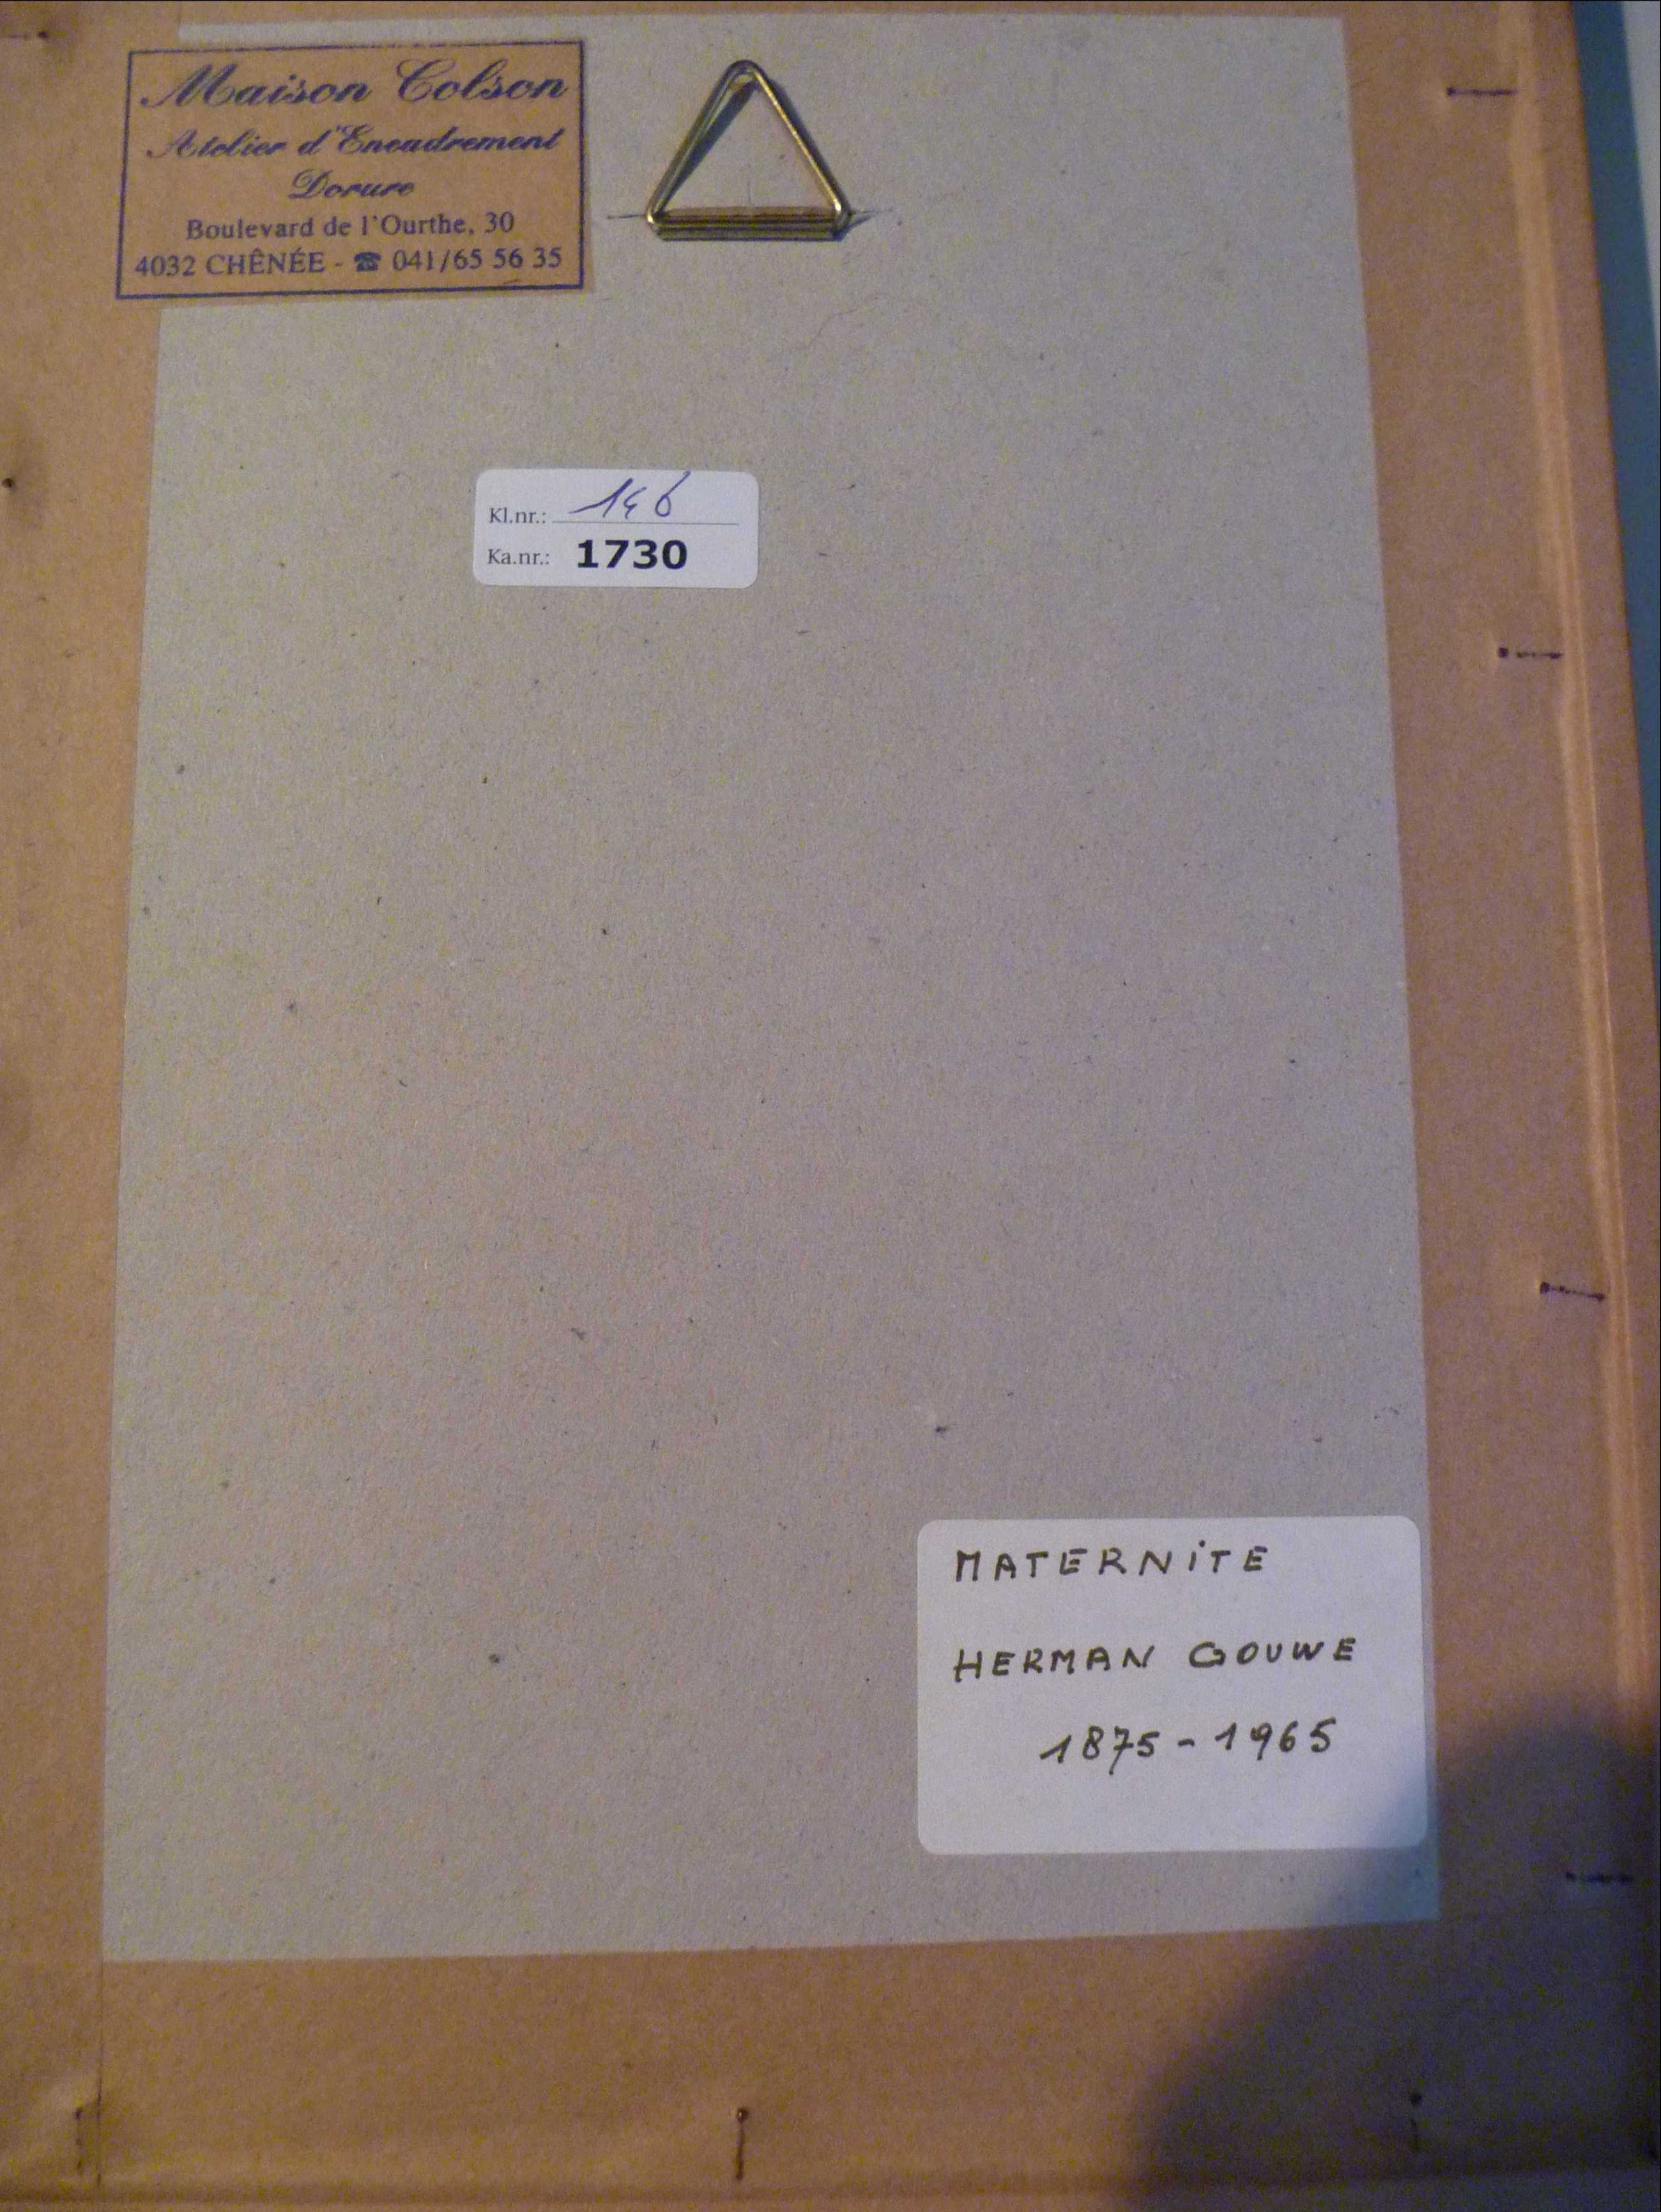 Maison Colson
Atelier d'Encadrement
Dorure
Boulevard de l'Ourthe, 30
4032 CHÊNÉE - ☎ 041/65 56 35
Kl.nr.: 146
Ka.nr.: 1730
MATERNiTE
HERMAN GOUWE
1875 - 1965